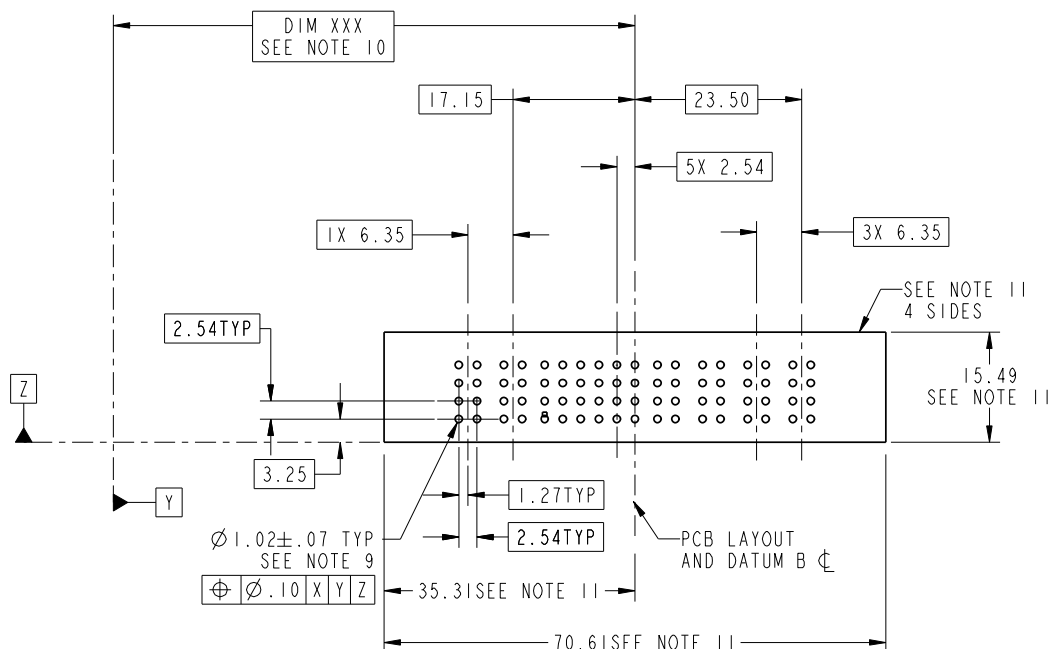 DIM XXX
SEE NOTE 10
17.15
23.50
5X 2.54
1X 6.35
3X 6.35
SEE NOTE 11
4 SIDES
2.54TYP
15.49
SEE NOTE 11
Z
3.25
Y
1.27TYP
Ø1.02±.07 TYP
SEE NOTE 9
2.54TYP
PCB LAYOUT
AND DATUM B ℄
⌖ Ø.10 X Y Z
35.31SEE NOTE 11
70.61SEE NOTE 11